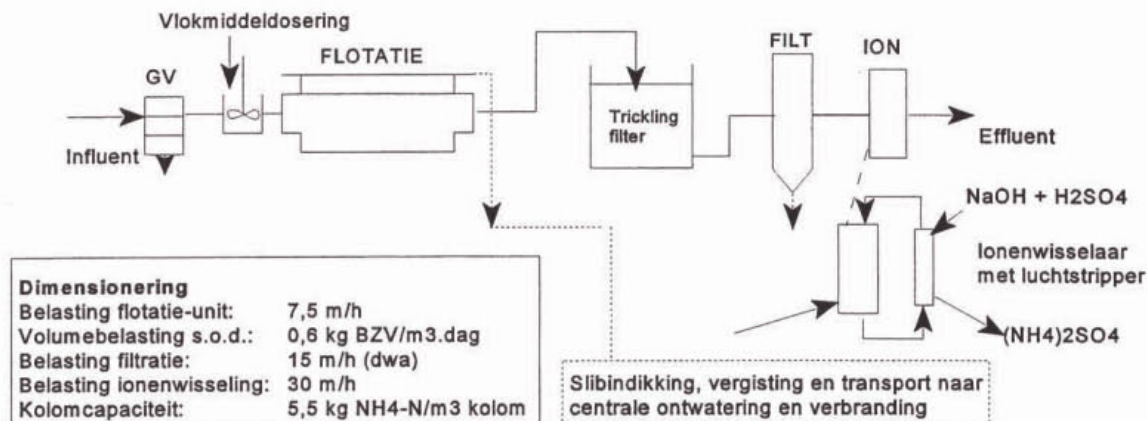 Vlokmiddeldosering
GV
FLOTATIE
FILT
ION
Trickling
filter
Influent
Effluent
NaOH + H2SO4
Ionenwisselaar
met luchtstripper
(NH4)2SO4
Dimensionering
Belasting flotatie-unit: 7,5 m/h
Volumebelasting s.o.d.: 0,6 kg BZV/m3.dag
Belasting filtratie: 15 m/h (dwa)
Belasting ionenwisseling: 30 m/h
Kolomcapaciteit: 5,5 kg NH4-N/m3 kolom
Slibindikking, vergisting en transport naar
centrale ontwatering en verbranding